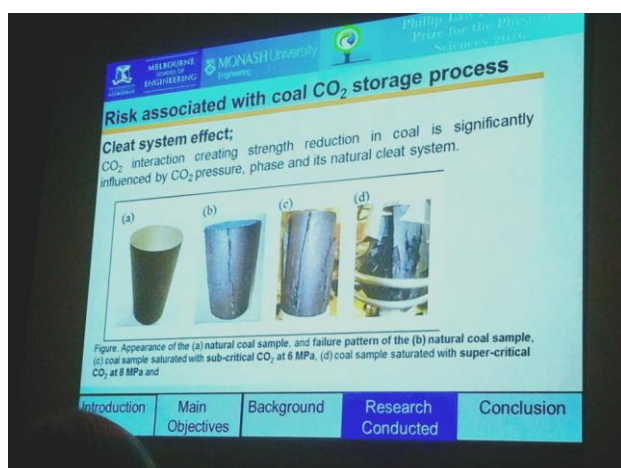 MELBOURNE
SCHOOL OF
ENGINEERING
MONASH University
Engineering
Phillip Law
Prize for the Physical
Sciences
Risk associated with coal CO₂ storage process
Cleat system effect;
CO₂ interaction creating strength reduction in coal is significantly
influenced by CO₂ pressure, phase and its natural cleat system.
(a) (b) (c) (d)
Figure. Appearance of the (a) natural coal sample, and failure pattern of the (b) natural coal sample,
(c) coal sample saturated with sub-critical CO₂ at 6 MPa, (d) coal sample saturated with super-critical
CO₂ at 8 MPa and
Introduction Main Background Research Conclusion
Objectives Conducted